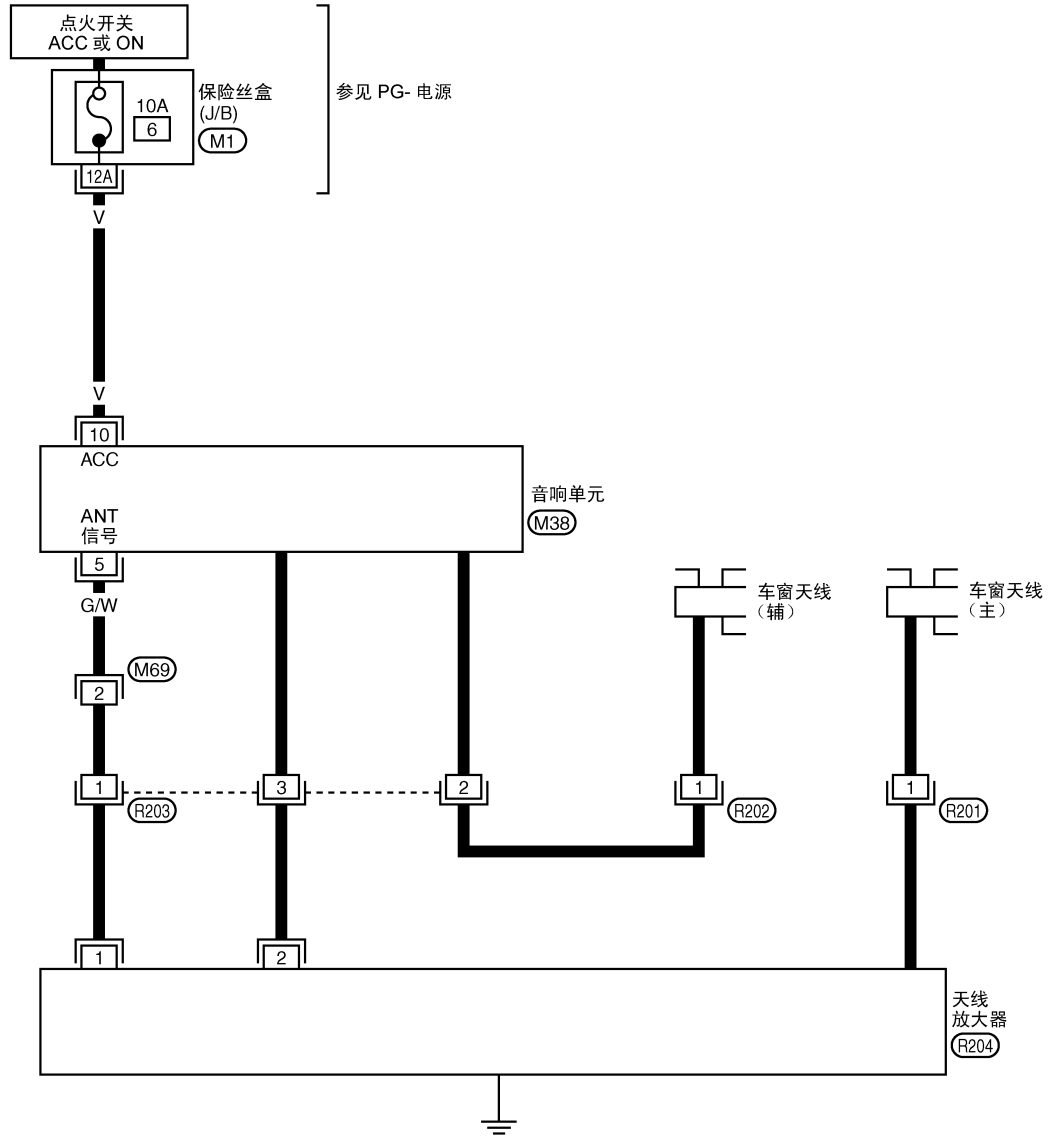 点火开关
ACC 或 ON
10A
6
保险丝盒
(J/B)
M1
参见 PG- 电源
12A
V
V
10
ACC
ANT
信号
音响单元
M38
5
G/W
M69
2
车窗天线
（辅）
车窗天线
（主）
1
3
2
1
1
R203
R202
R201
1
2
天线
放大器
R204